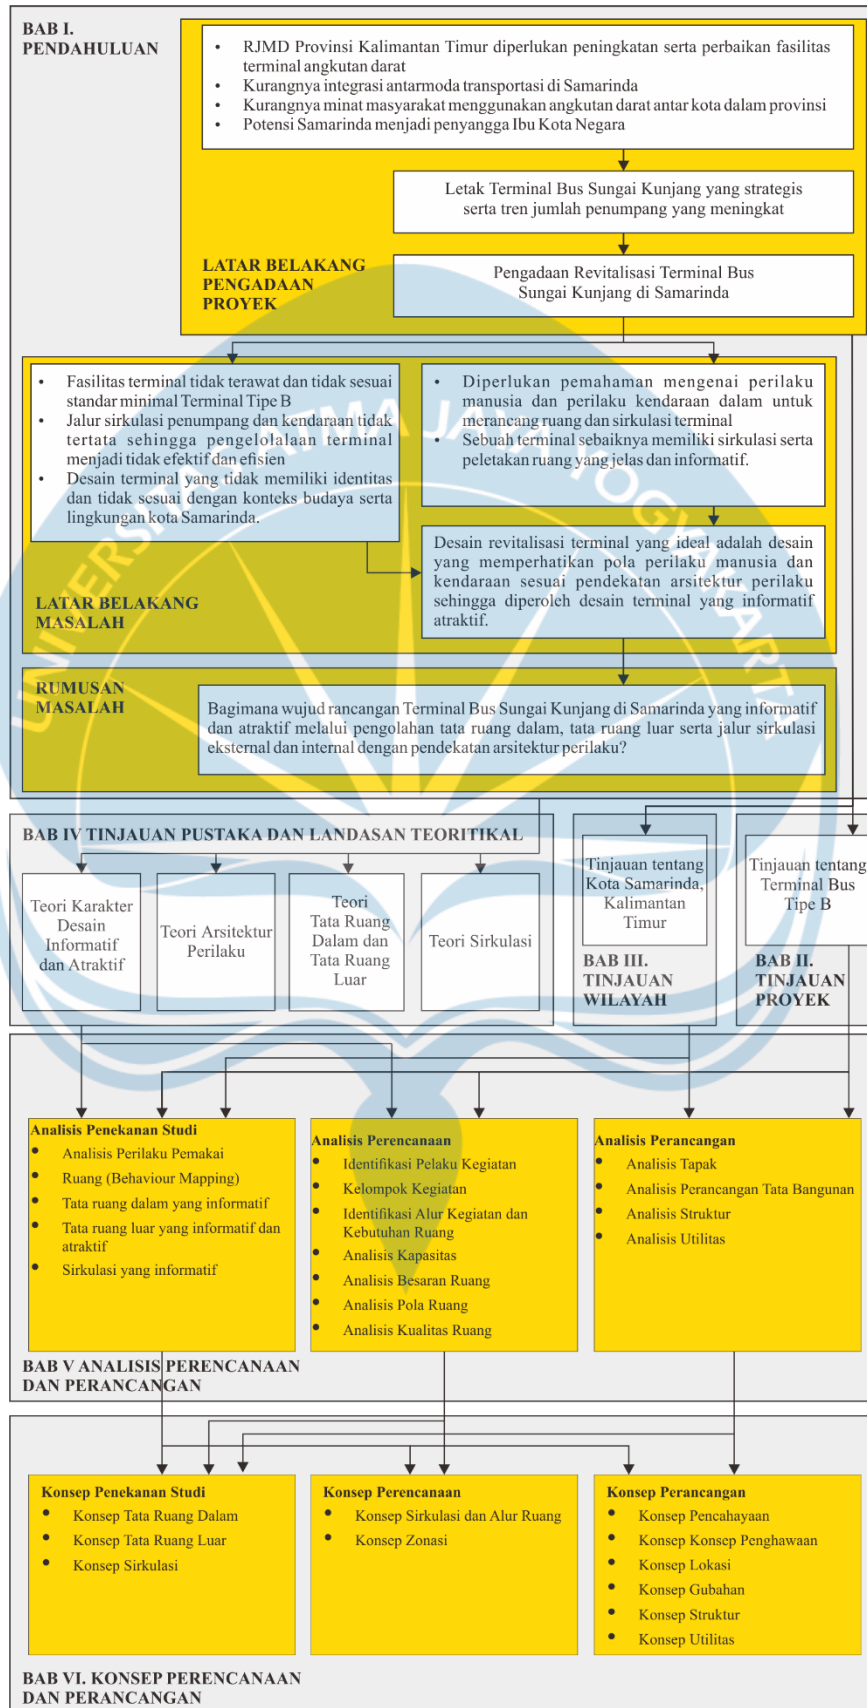 BAB I.
PENDAHULUAN
• RJMD Provinsi Kalimantan Timur diperlukan peningkatan serta perbaikan fasilitas
terminal angkutan darat
• Kurangnya integrasi antarmoda transportasi di Samarinda
• Kurangnya minat masyarakat menggunakan angkutan darat antar kota dalam provinsi
• Potensi Samarinda menjadi penyangga Ibu Kota Negara
Letak Terminal Bus Sungai Kunjang yang strategis
serta tren jumlah penumpang yang meningkat
LATAR BELAKANG
PENGADAAN
PROYEK
Pengadaan Revitalisasi Terminal Bus
Sungai Kunjang di Samarinda
• Fasilitas terminal tidak terawat dan tidak sesuai
standar minimal Terminal Tipe B
• Jalur sirkulasi penumpang dan kendaraan tidak
tertata sehingga pengelolalaan terminal
menjadi tidak efektif dan efisien
• Desain terminal yang tidak memiliki identitas
dan tidak sesuai dengan konteks budaya serta
lingkungan kota Samarinda.
• Diperlukan pemahaman mengenai perilaku
manusia dan perilaku kendaraan dalam untuk
merancang ruang dan sirkulasi terminal
• Sebuah terminal sebaiknya memiliki sirkulasi serta
peletakan ruang yang jelas dan informatif.
Desain revitalisasi terminal yang ideal adalah desain
yang memperhatikan pola perilaku manusia dan
kendaraan sesuai pendekatan arsitektur perilaku
sehingga diperoleh desain terminal yang informatif
atraktif.
LATAR BELAKANG
MASALAH
RUMUSAN
MASALAH
Bagimana wujud rancangan Terminal Bus Sungai Kunjang di Samarinda yang informatif
dan atraktif melalui pengolahan tata ruang dalam, tata ruang luar serta jalur sirkulasi
eksternal dan internal dengan pendekatan arsitektur perilaku?
UNIVERSITAS ATMA JAYA YOGYAKARTA
BAB IV TINJAUAN PUSTAKA DAN LANDASAN TEORITIKAL
Teori Karakter
Desain
Informatif
dan Atraktif
Teori Arsitektur
Perilaku
Teori
Tata Ruang
Dalam dan
Tata Ruang
Luar
Teori Sirkulasi
Tinjauan tentang
Kota Samarinda,
Kalimantan
Timur
BAB III.
TINJAUAN
WILAYAH
Tinjauan tentang
Terminal Bus
Tipe B
BAB II.
TINJAUAN
PROYEK
Analisis Penekanan Studi
• Analisis Perilaku Pemakai
• Ruang (Behaviour Mapping)
• Tata ruang dalam yang informatif
• Tata ruang luar yang informatif dan
atraktif
• Sirkulasi yang informatif
Analisis Perencanaan
• Identifikasi Pelaku Kegiatan
• Kelompok Kegiatan
• Identifikasi Alur Kegiatan dan
Kebutuhan Ruang
• Analisis Kapasitas
• Analisis Besaran Ruang
• Analisis Pola Ruang
• Analisis Kualitas Ruang
Analisis Perancangan
• Analisis Tapak
• Analisis Perancangan Tata Bangunan
• Analisis Struktur
• Analisis Utilitas
BAB V ANALISIS PERENCANAAN
DAN PERANCANGAN
Konsep Penekanan Studi
• Konsep Tata Ruang Dalam
• Konsep Tata Ruang Luar
• Konsep Sirkulasi
Konsep Perencanaan
• Konsep Sirkulasi dan Alur Ruang
• Konsep Zonasi
Konsep Perancangan
• Konsep Pencahayaan
• Konsep Konsep Penghawaan
• Konsep Lokasi
• Konsep Gubahan
• Konsep Struktur
• Konsep Utilitas
BAB VI. KONSEP PERENCANAAN
DAN PERANCANGAN